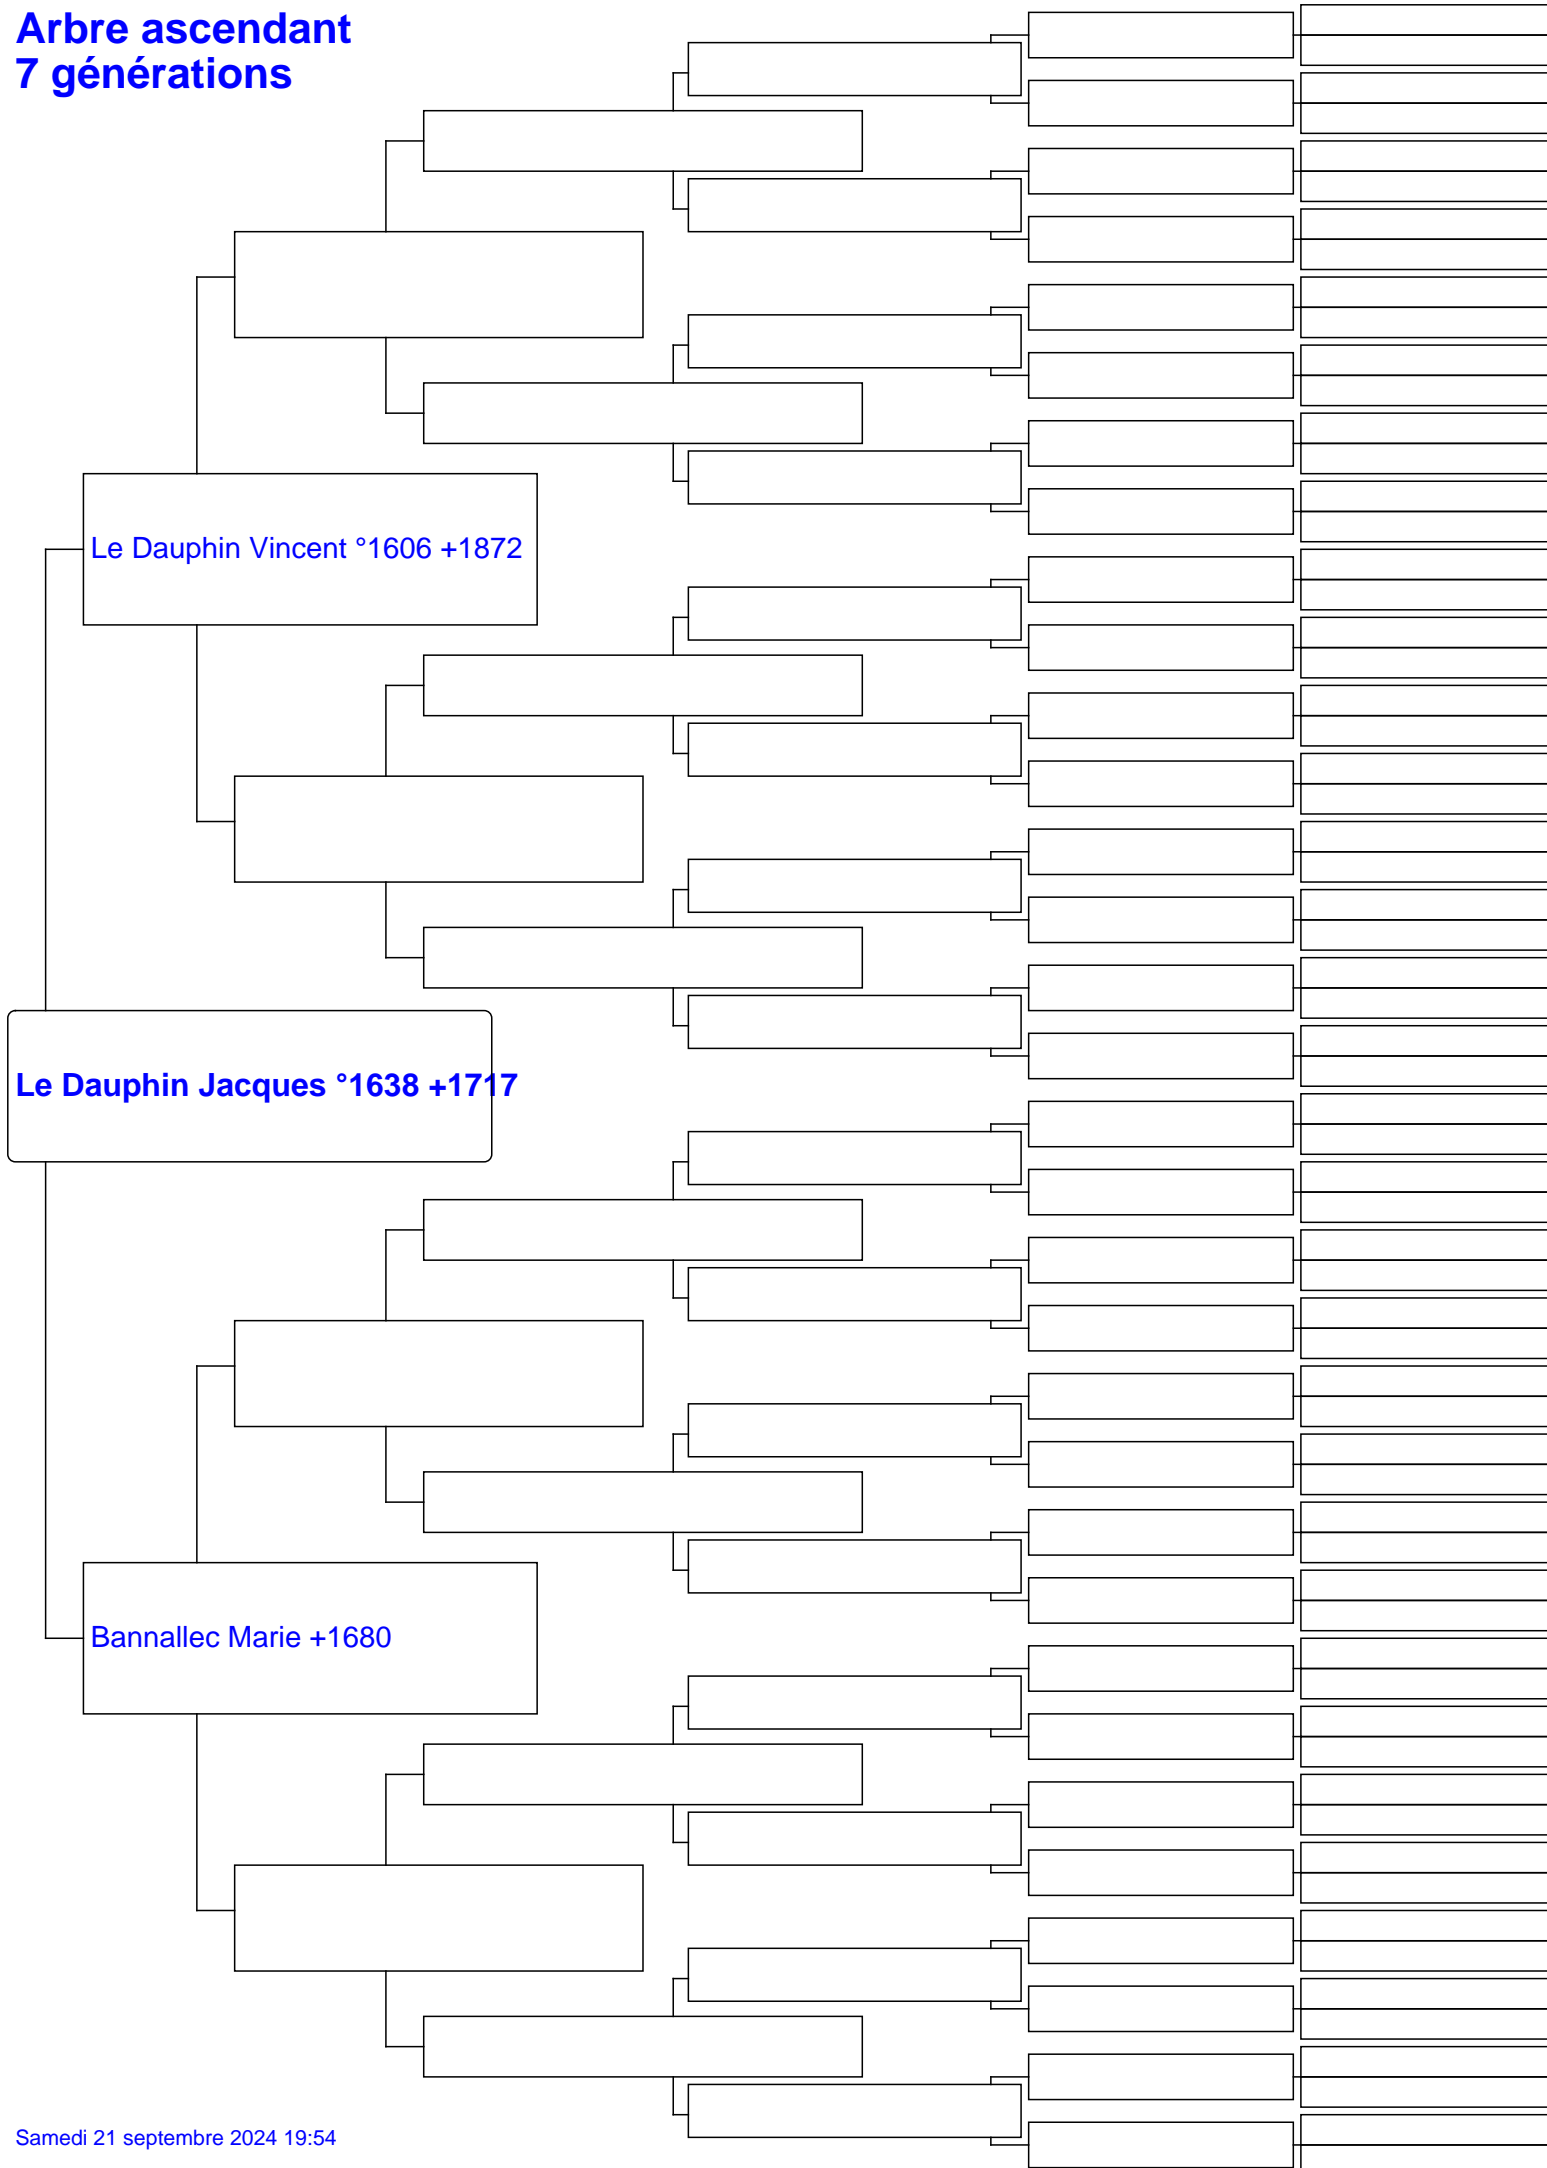 Arbre ascendant
7 générations
Le Dauphin Vincent °1606 +1872
Le Dauphin Jacques °1638 +1717
Bannallec Marie +1680
Samedi 21 septembre 2024 19:54